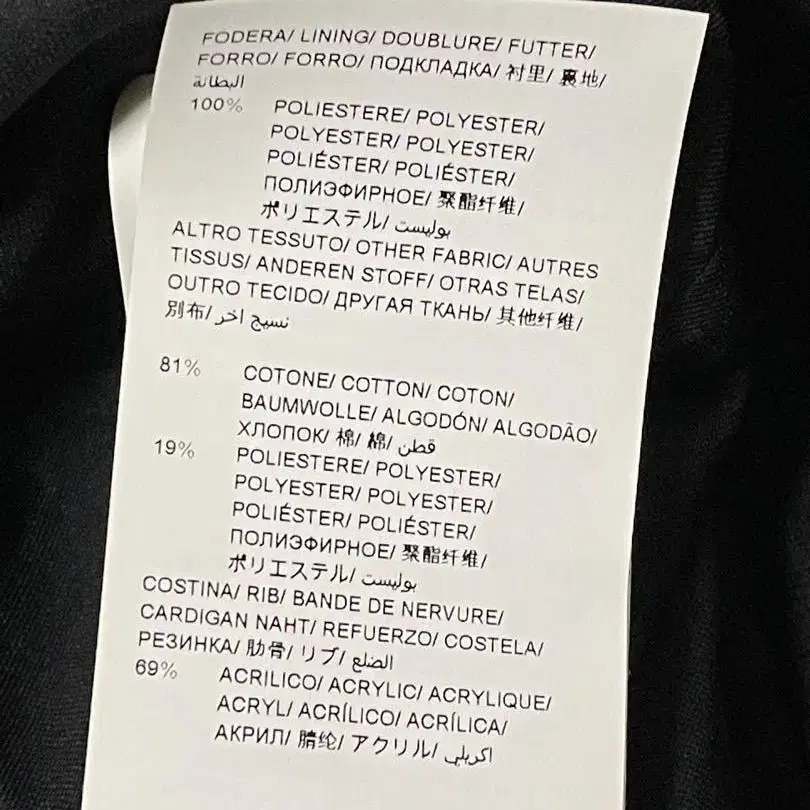 FODERA/ LINING/ DOUBLURE/ FUTTER/
FORRO/ FORRO/ ПОДКЛАДКА/ 衬里/ 裏地/
البطانة
100% POLIESTERE/ POLYESTER/
POLYESTER/ POLYESTER/
POLIÉSTER/ POLIÉSTER/
ПОЛИЭФИРНОЕ/ 聚酯纤维/
ポリエステル/ بوليست
ALTRO TESSUTO/ OTHER FABRIC/ AUTRES
TISSUS/ ANDEREN STOFF/ OTRAS TELAS/
OUTRO TECIDO/ ДРУГАЯ ТКАНЬ/ 其他纤维/
別布/ نسيج اخر
81% COTONE/ COTTON/ COTON/
BAUMWOLLE/ ALGODÓN/ ALGODÃO/
ХЛОПОК/ 棉/ 綿/ قطن
19% POLIESTERE/ POLYESTER/
POLYESTER/ POLYESTER/
POLIÉSTER/ POLIÉSTER/
ПОЛИЭФИРНОЕ/ 聚酯纤维/
ポリエステル/ بوليست
COSTINA/ RIB/ BANDE DE NERVURE/
CARDIGAN NAHT/ REFUERZO/ COSTELA/
РЕЗИНКА/ 肋骨/ リブ/ الضلع
69% ACRILICO/ ACRYLIC/ ACRYLIQUE/
ACRYL/ ACRÍLICO/ ACRÍLICA/
АКРИЛ/ 腈纶/ アクリル/ اكريلي